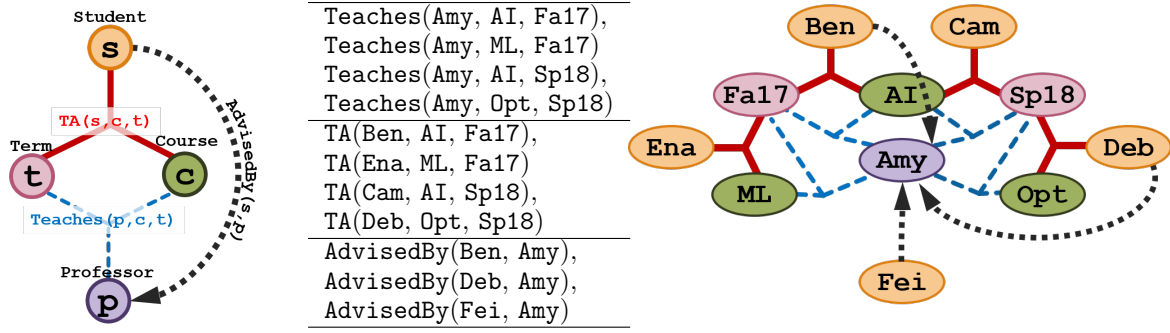 Student
s
TA(s,c,t)
AdvisedBy(s,p)
Term
Course
t
c
Teaches(p,c,t)
Professor
p
Teaches(Amy, AI, Fa17),
Teaches(Amy, ML, Fa17)
Teaches(Amy, AI, Sp18),
Teaches(Amy, Opt, Sp18)
TA(Ben, AI, Fa17),
TA(Ena, ML, Fa17)
TA(Cam, AI, Sp18),
TA(Deb, Opt, Sp18)
AdvisedBy(Ben, Amy),
AdvisedBy(Deb, Amy),
AdvisedBy(Fei, Amy)
Ben
Cam
Fa17
AI
Sp18
Ena
Amy
Deb
ML
Opt
Fei